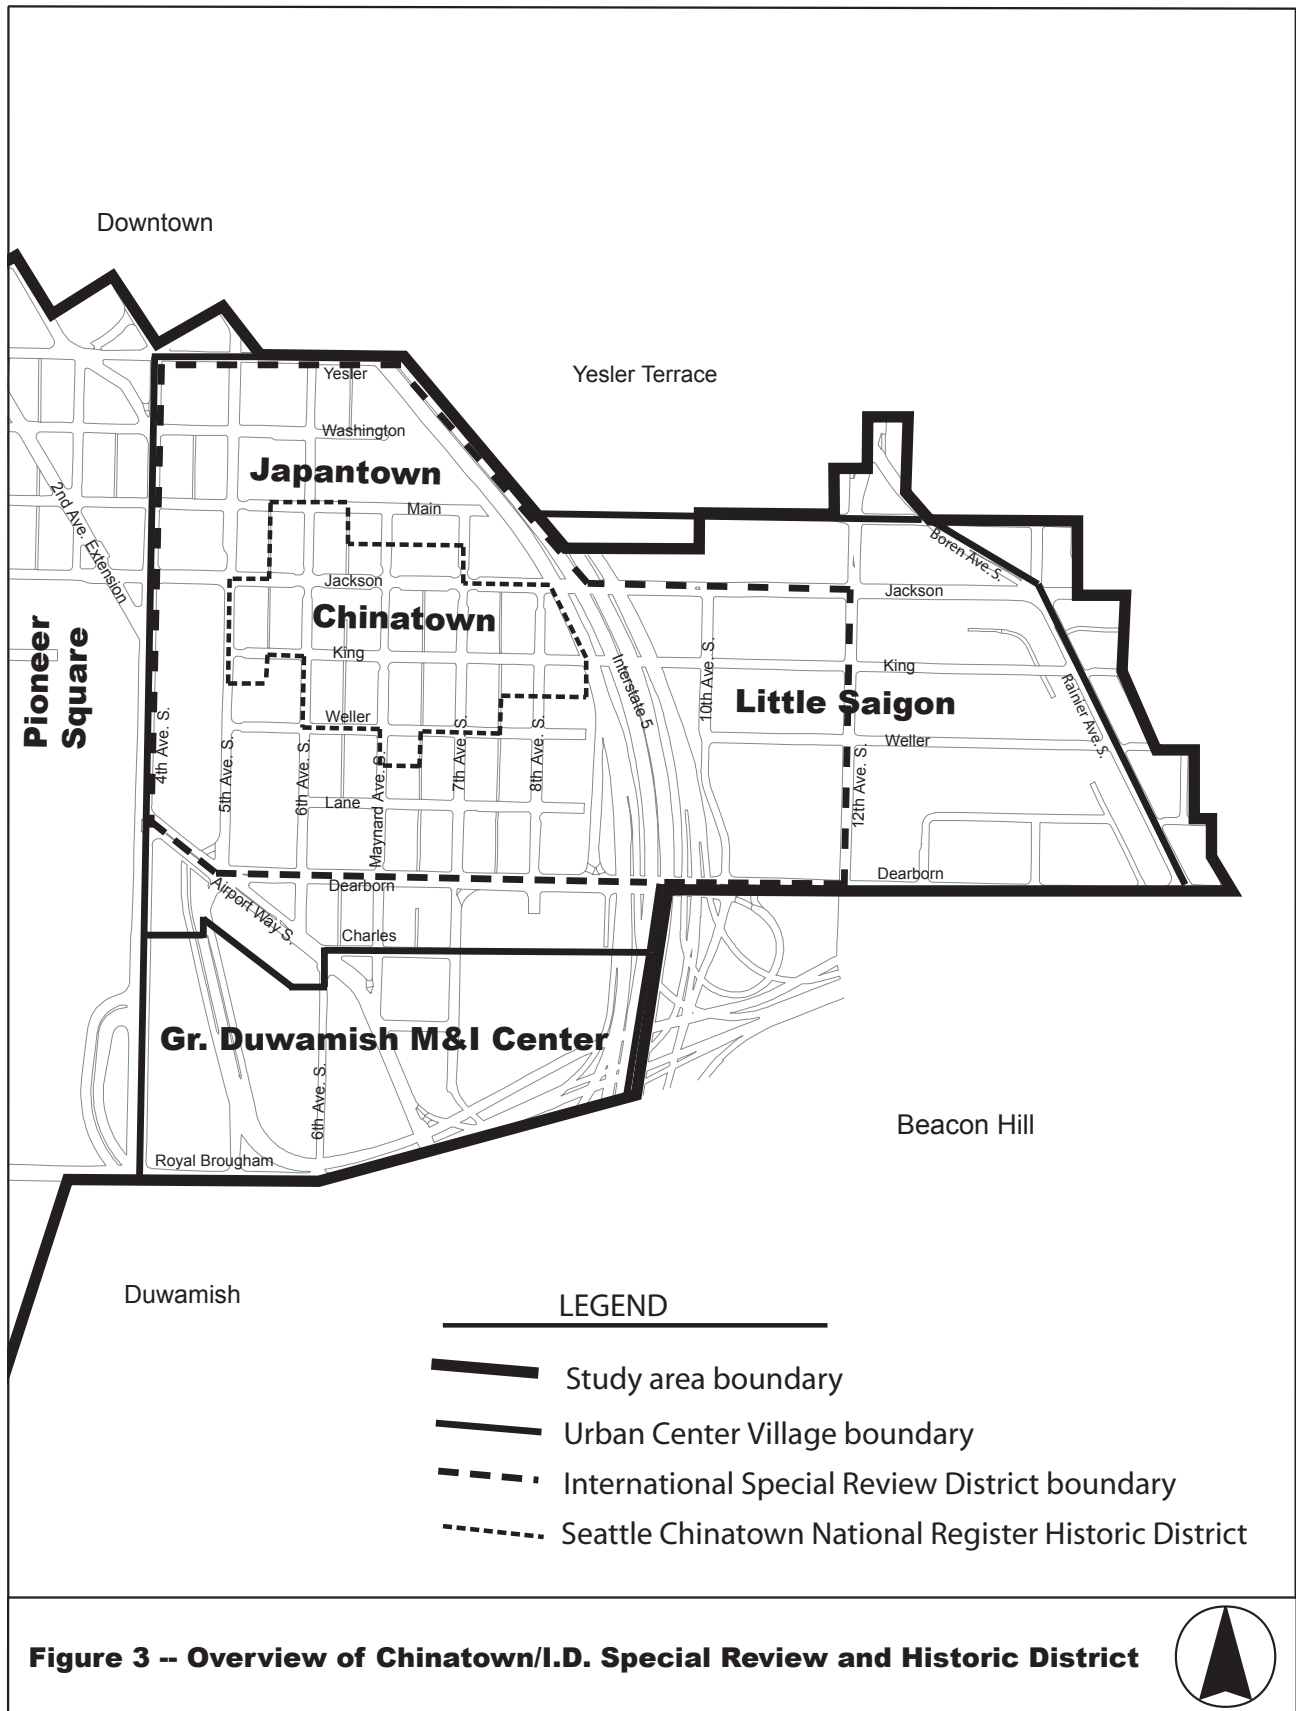 Downtown
Yesler Terrace
Yesler
Washington
Japantown
Main
2nd Ave. Extension
Boren Ave. S.
Jackson
Jackson
Chinatown
Pioneer
Square
King
Interstate 5
10th Ave. S.
King
Rainier Ave. S.
Little Saigon
Weller
Weller
4th Ave. S.
5th Ave. S.
6th Ave. S.
Maynard Ave. S.
7th Ave. S.
8th Ave. S.
12th Ave. S.
Lane
Dearborn
Dearborn
Airport Way S.
Charles
Gr. Duwamish M&I Center
6th Ave. S.
Royal Brougham
Beacon Hill
Duwamish
LEGEND
Study area boundary
Urban Center Village boundary
International Special Review District boundary
Seattle Chinatown National Register Historic District
Figure 3 -- Overview of Chinatown/I.D. Special Review and Historic District